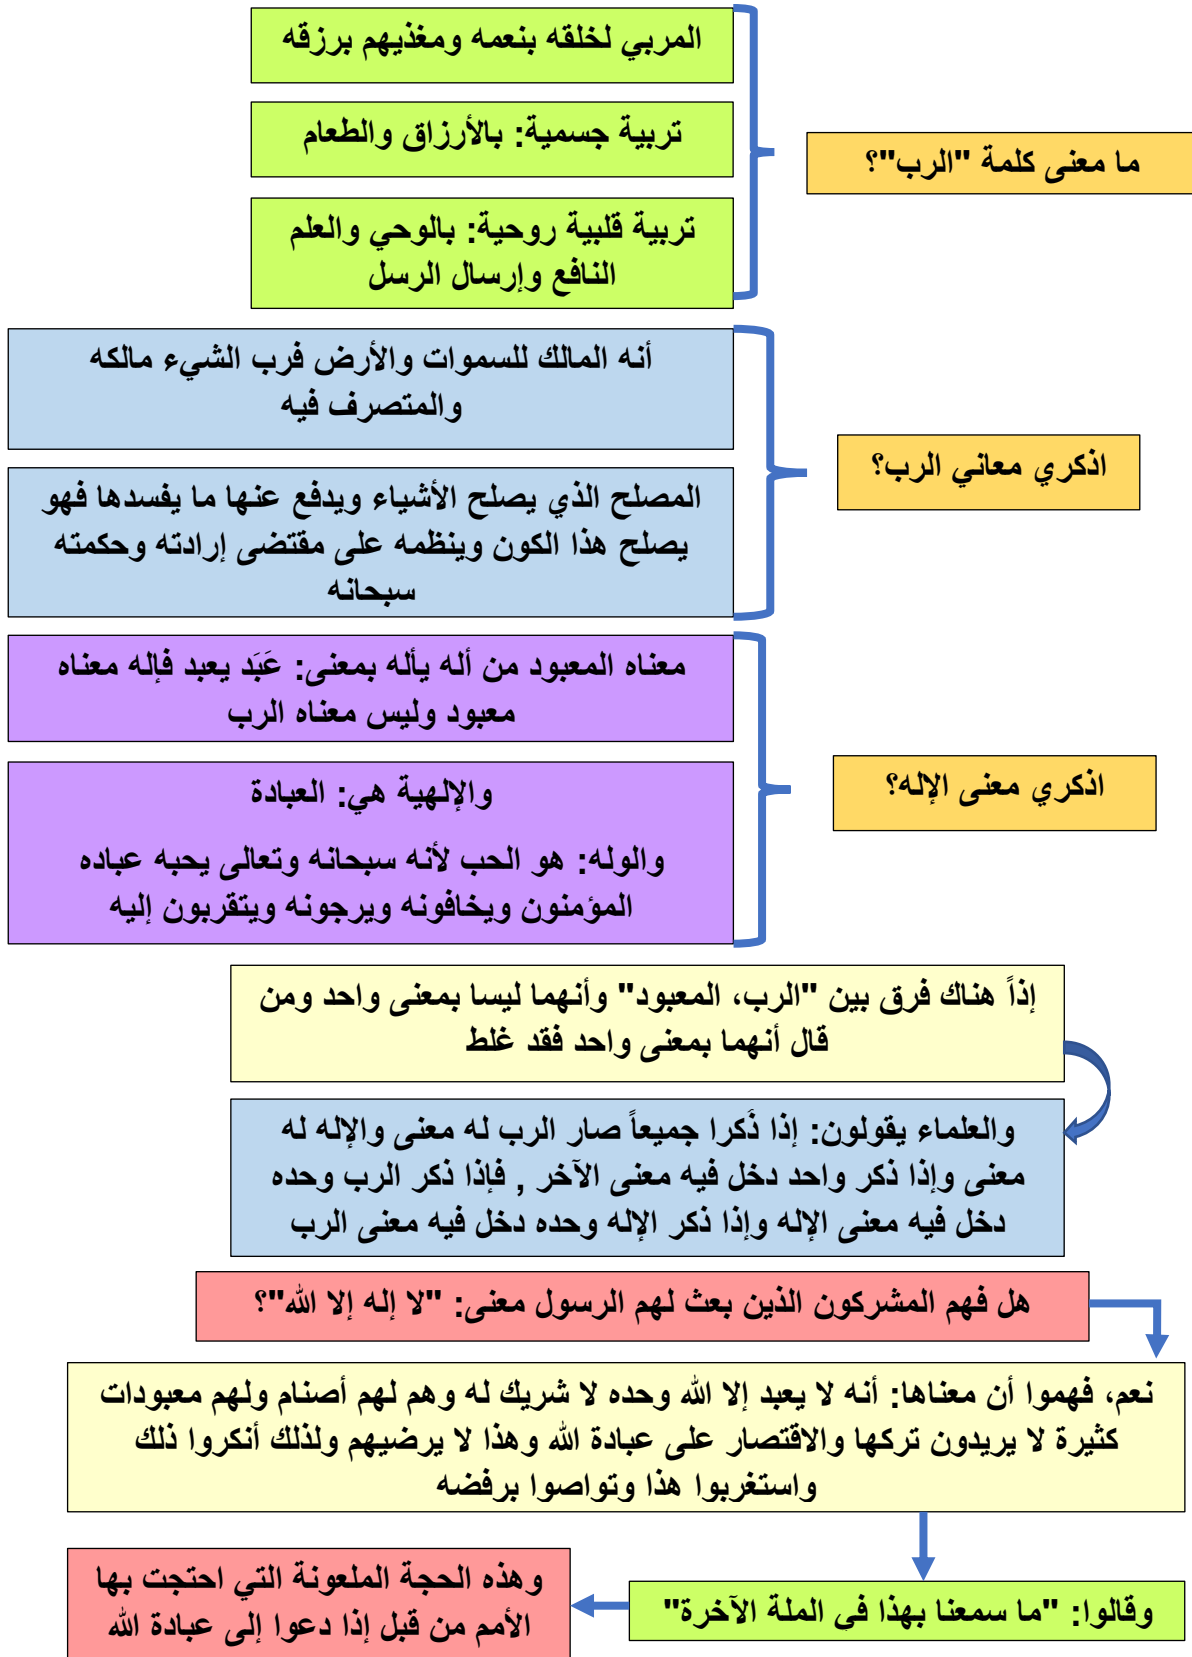 ما معنى كلمة "الرب"؟
المربي لخلقه بنعمه ومغذيهم برزقه
تربية جسمية: بالأرزاق والطعام
تربية قلبية روحية: بالوحي والعلم
النافع وإرسال الرسل
اذكري معاني الرب؟
أنه المالك للسموات والأرض فرب الشيء مالكه
والمتصرف فيه
المصلح الذي يصلح الأشياء ويدفع عنها ما يفسدها فهو
يصلح هذا الكون وينظمه على مقتضى إرادته وحكمته
سبحانه
اذكري معنى الإله؟
معناه المعبود من أله يأله بمعنى: عَبَد يعبد فإله معناه
معبود وليس معناه الرب
والإلهية هي: العبادة
والوله: هو الحب لأنه سبحانه وتعالى يحبه عباده
المؤمنون ويخافونه ويرجونه ويتقربون إليه
إذاً هناك فرق بين "الرب، المعبود" وأنهما ليسا بمعنى واحد ومن
قال أنهما بمعنى واحد فقد غلط
والعلماء يقولون: إذا ذَكرا جميعاً صار الرب له معنى والإله له
معنى وإذا ذكر واحد دخل فيه معنى الآخر , فإذا ذكر الرب وحده
دخل فيه معنى الإله وإذا ذكر الإله وحده دخل فيه معنى الرب
هل فهم المشركون الذين بعث لهم الرسول معنى: "لا إله إلا الله"؟
نعم، فهموا أن معناها: أنه لا يعبد إلا الله وحده لا شريك له وهم لهم أصنام ولهم معبودات
كثيرة لا يريدون تركها والاقتصار على عبادة الله وهذا لا يرضيهم ولذلك أنكروا ذلك
واستغربوا هذا وتواصوا برفضه
وقالوا: "ما سمعنا بهذا في الملة الآخرة"
وهذه الحجة الملعونة التي احتجت بها
الأمم من قبل إذا دعوا إلى عبادة الله